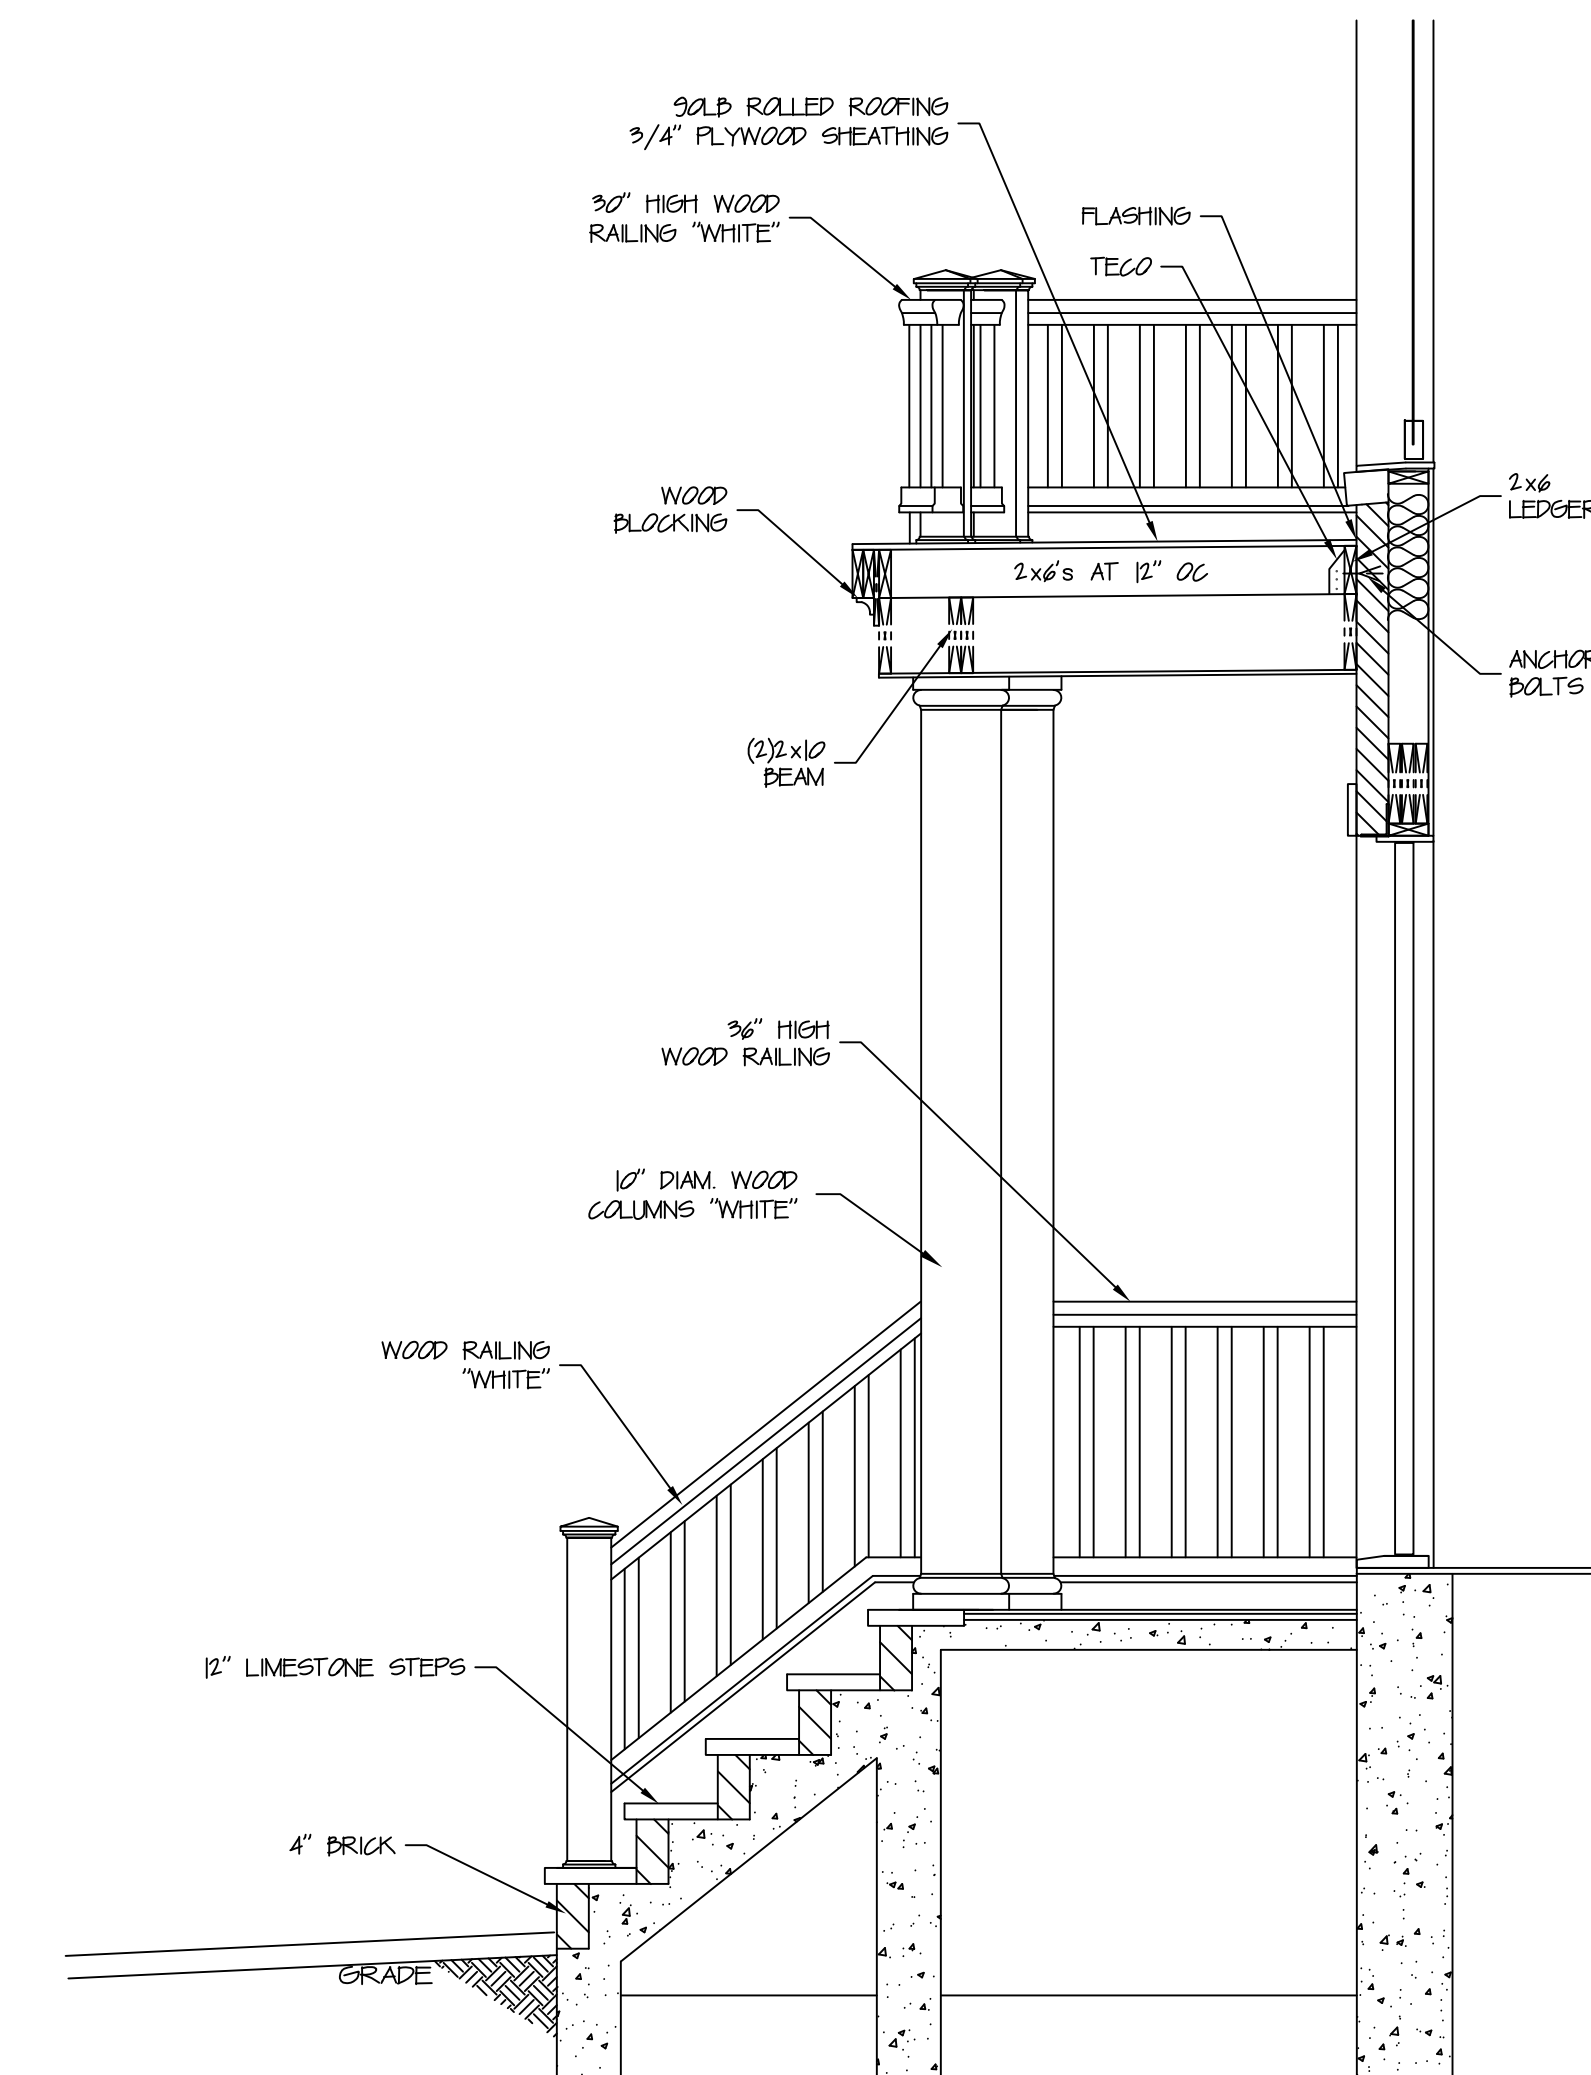 90LB ROLLED ROOFING
3/4" PLYWOOD SHEATHING
30" HIGH WOOD
RAILING "WHITE"
FLASHING
TECO
WOOD
BLOCKING
2x6
LEDGER
2x6's AT 12" OC
ANCHOR
BOLTS
(2)2x10
BEAM
36" HIGH
WOOD RAILING
10" DIAM. WOOD
COLUMNS "WHITE"
WOOD RAILING
"WHITE"
12" LIMESTONE STEPS
4" BRICK
GRADE